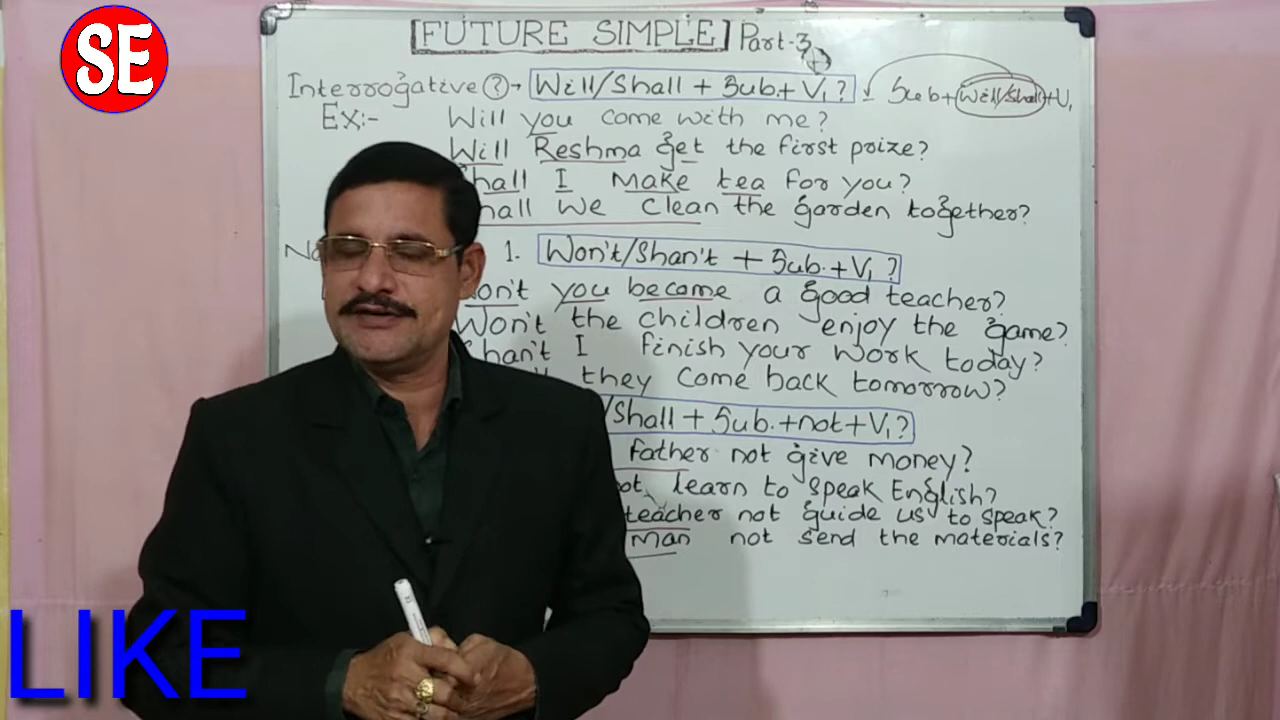 SE
[FUTURE SIMPLE] Part-3
Interrogative (?)→ Will/Shall + Sub. + V1 ? Sub + Will/Shall + V1
Ex:- Will you come with me?
Will Reshma get the first prize?
Shall I make tea for you?
Shall we clean the garden together?
1. Won't/Shan't + Sub. + V1 ?
Won't you become a good teacher?
Won't the children enjoy the game?
Shan't I finish your work today?
they come back tomorrow?
/Shall + Sub. + not + V1 ?
Father not give money?
learn to speak English?
teacher not guide us to speak?
man not send the materials?
LIKE